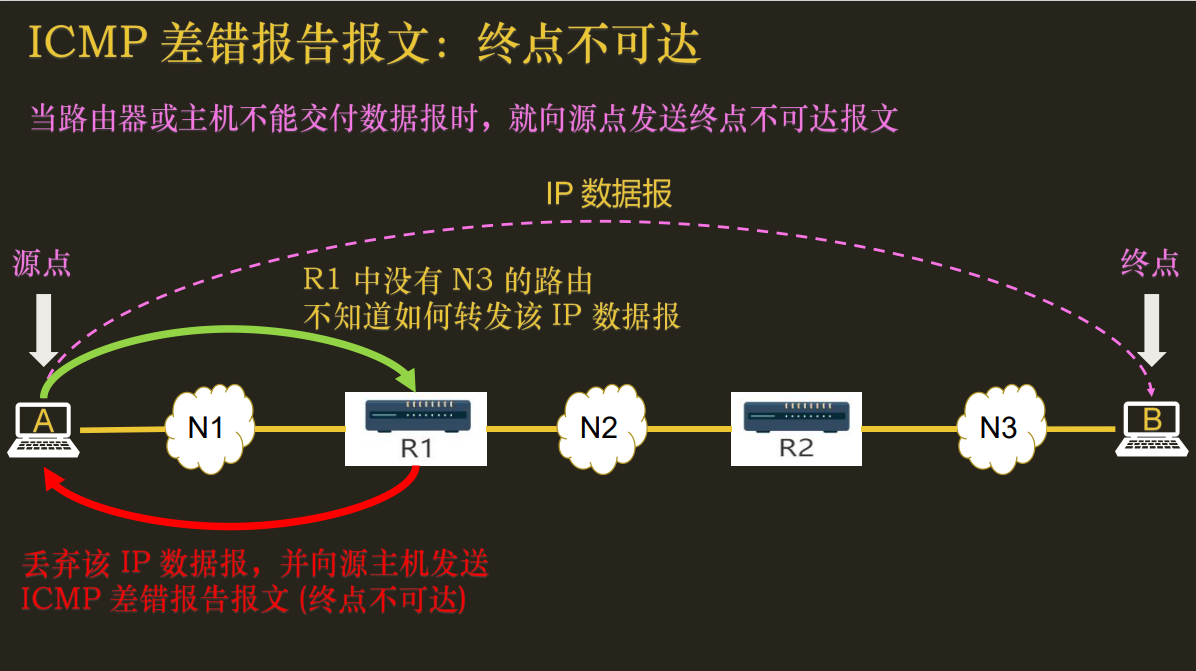 ICMP 差错报告报文：终点不可达
当路由器或主机不能交付数据报时，就向源点发送终点不可达报文
IP 数据报
源点
终点
R1 中没有 N3 的路由
不知道如何转发该 IP 数据报
A
N1
R1
N2
R2
N3
B
丢弃该 IP 数据报，并向源主机发送
ICMP 差错报告报文 (终点不可达)